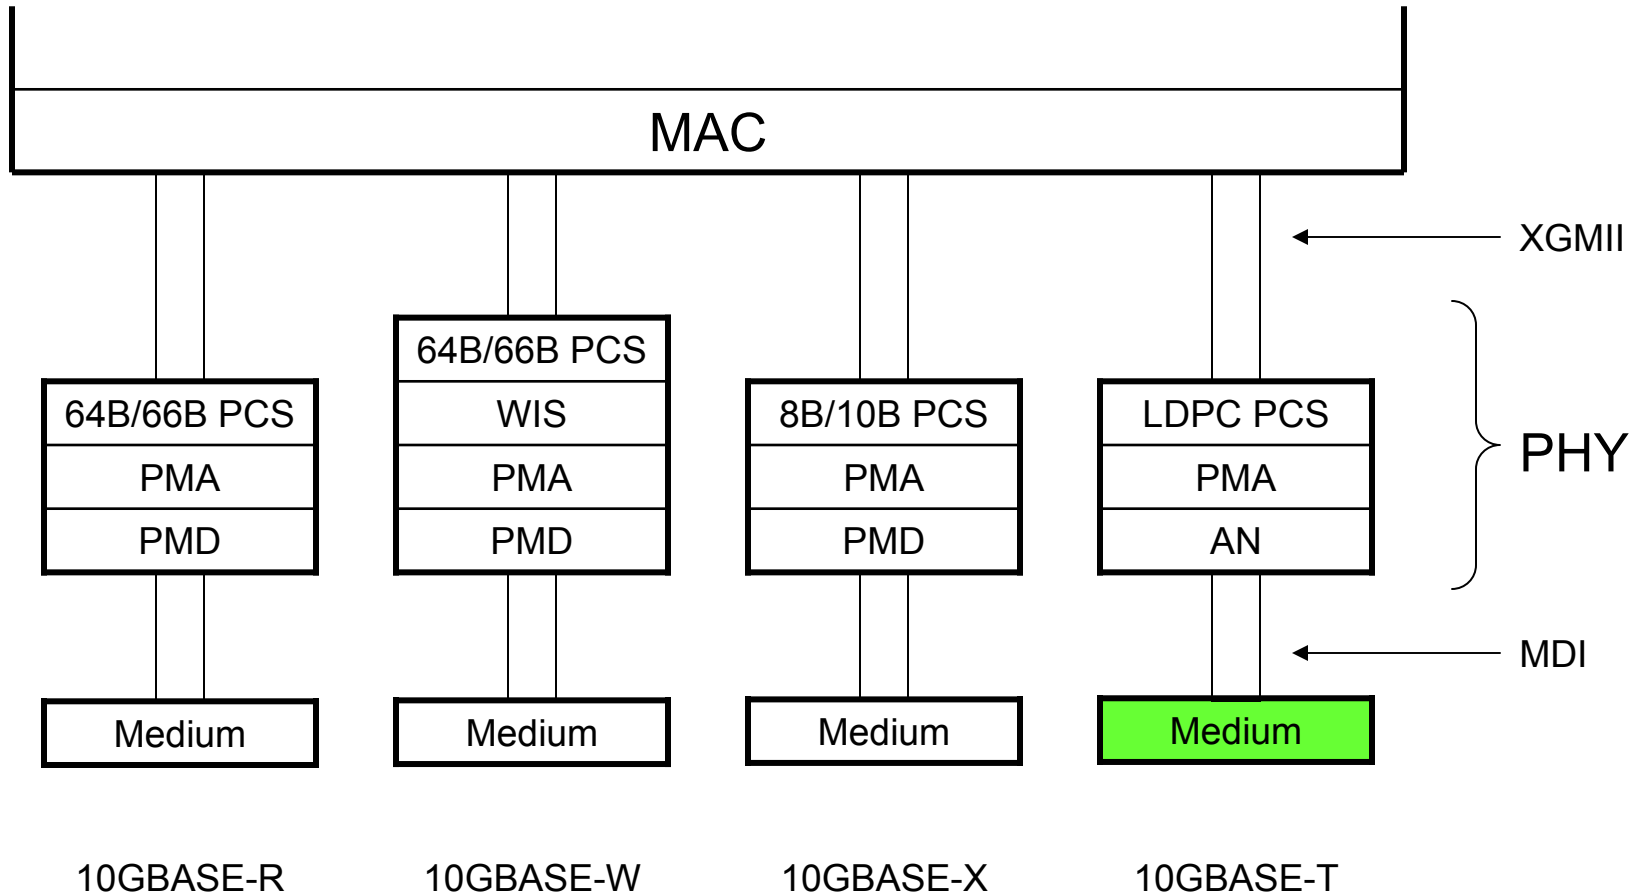 MAC
XGMII
64B/66B PCS
WIS
PMA
PMD
64B/66B PCS
PMA
PMD
8B/10B PCS
PMA
PMD
LDPC PCS
PMA
AN
PHY
MDI
Medium
Medium
Medium
Medium
10GBASE-R
10GBASE-W
10GBASE-X
10GBASE-T